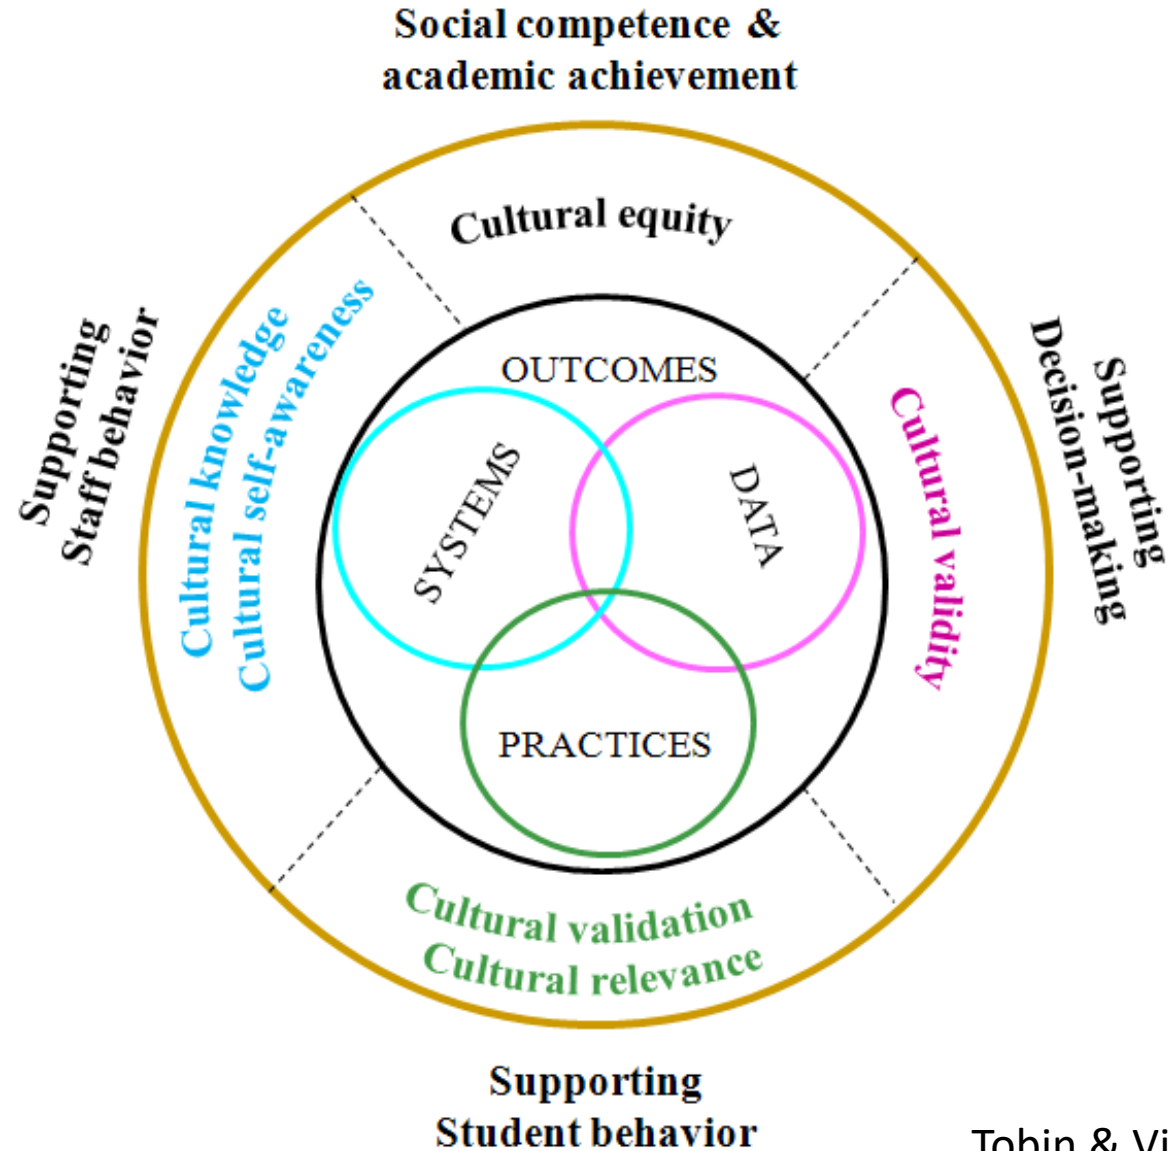 Social competence &
academic achievement
Cultural equity
Supporting
Staff behavior
Cultural knowledge
Cultural self-awareness
OUTCOMES
SYSTEMS
DATA
Cultural validity
Supporting
Decision-making
PRACTICES
Cultural validation
Cultural relevance
Supporting
Student behavior
Tobin &